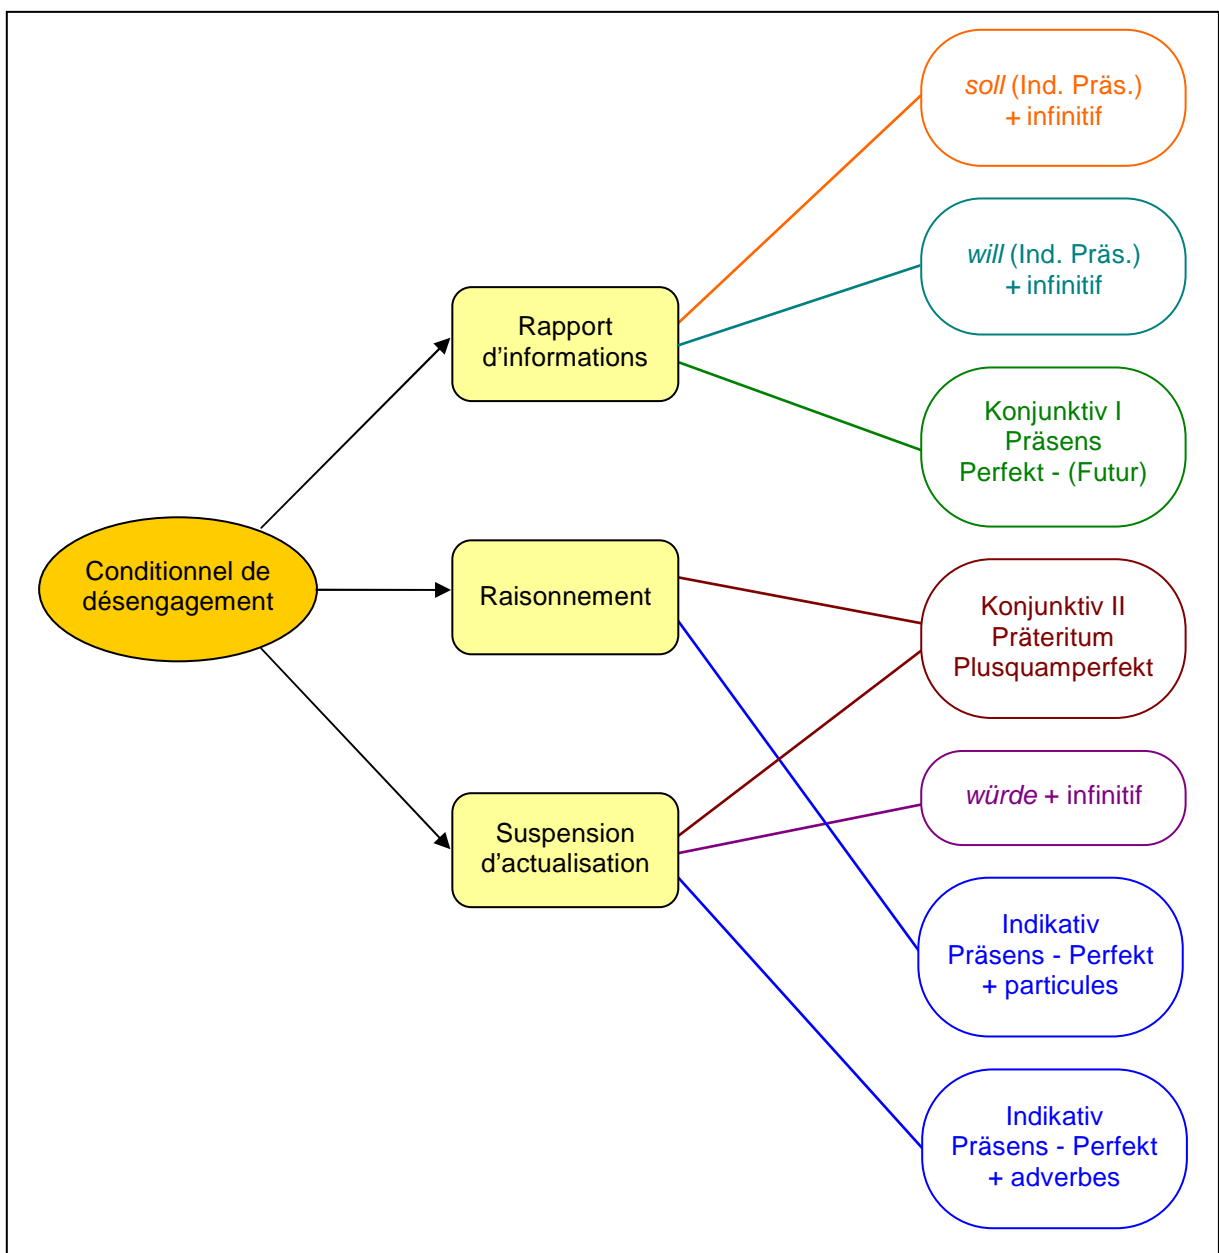 soll (Ind. Präs.)
+ infinitif
will (Ind. Präs.)
+ infinitif
Rapport
d'informations
Konjunktiv I
Präsens
Perfekt - (Futur)
Conditionnel de
désengagement
Raisonnement
Konjunktiv II
Präteritum
Plusquamperfekt
Suspension
d'actualisation
würde + infinitif
Indikativ
Präsens - Perfekt
+ particules
Indikativ
Präsens - Perfekt
+ adverbes